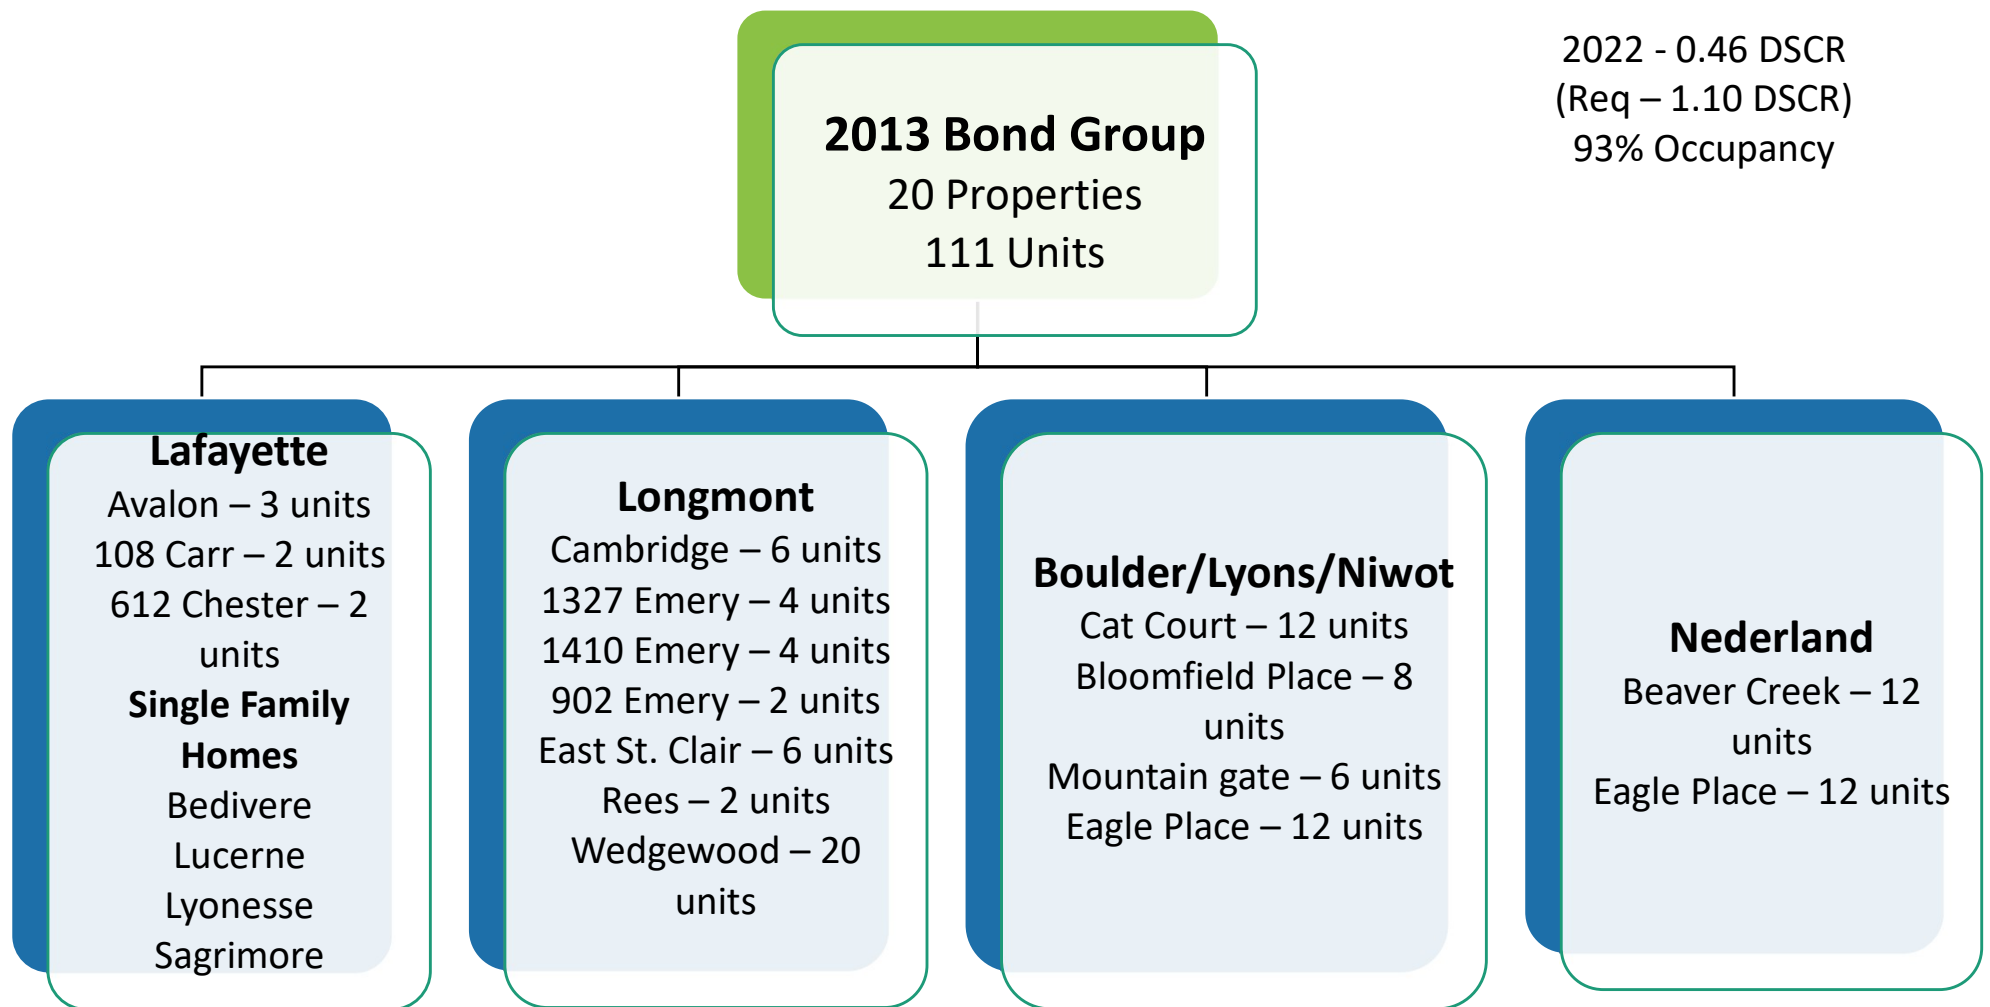 2013 Bond Group
20 Properties
111 Units
2022 - 0.46 DSCR
(Req – 1.10 DSCR)
93% Occupancy
Lafayette
Avalon – 3 units
108 Carr – 2 units
612 Chester – 2
units
Single Family
Homes
Bedivere
Lucerne
Lyonesse
Sagrimore
Longmont
Cambridge – 6 units
1327 Emery – 4 units
1410 Emery – 4 units
902 Emery – 2 units
East St. Clair – 6 units
Rees – 2 units
Wedgewood – 20
units
Boulder/Lyons/Niwot
Cat Court – 12 units
Bloomfield Place – 8
units
Mountain gate – 6 units
Eagle Place – 12 units
Nederland
Beaver Creek – 12
units
Eagle Place – 12 units